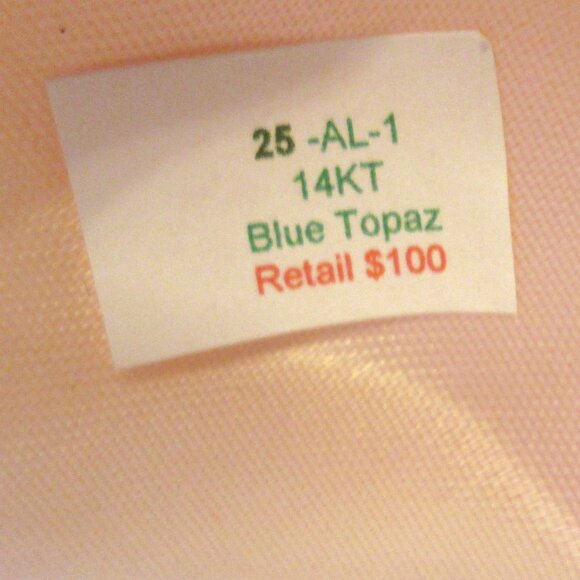 25 -AL-1
14KT
Blue Topaz
Retail $100